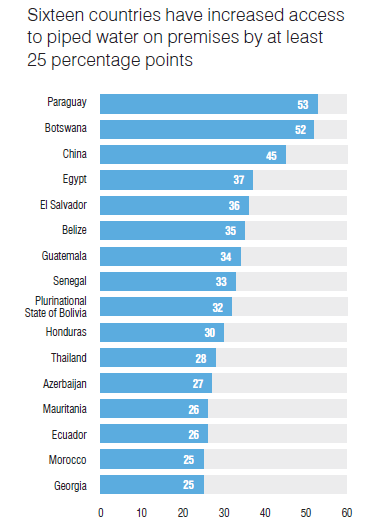 Sixteen countries have increased access
to piped water on premises by at least
25 percentage points
Paraguay 53
Botswana 52
China 45
Egypt 37
El Salvador 36
Belize 35
Guatemala 34
Senegal 33
Plurinational
State of Bolivia 32
Honduras 30
Thailand 28
Azerbaijan 27
Mauritania 26
Ecuador 26
Morocco 25
Georgia 25
0 10 20 30 40 50 60